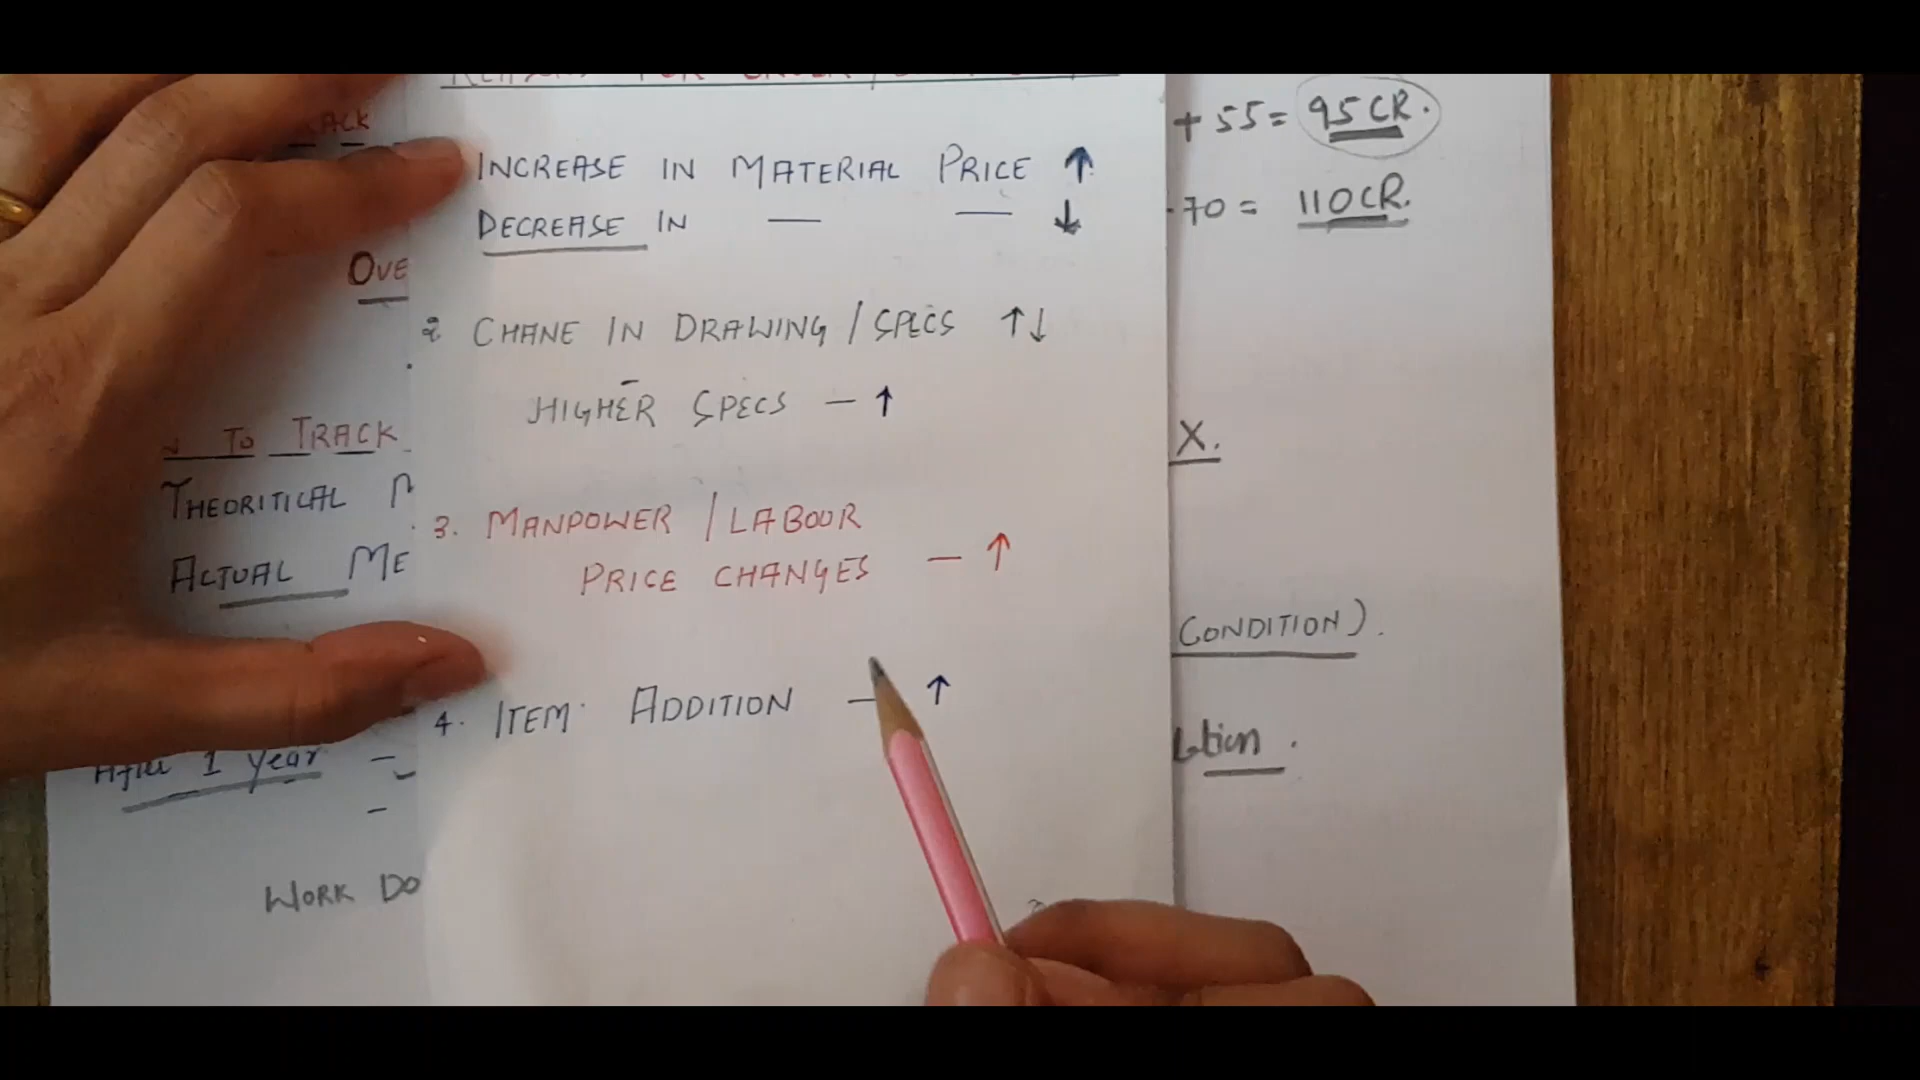 INCREASE IN MATERIAL PRICE ↑
DECREASE IN — — ↓
2 CHANE IN DRAWING / SPECS ↑↓
HIGHER SPECS — ↑
3. MANPOWER / LABOUR
PRICE CHANGES — ↑
4. ITEM ADDITION — ↑
ACK
OVE
TO TRACK
THEORITICAL M
ACTUAL ME
After 1 year —
—
WORK DO
+ 55 = 95 CR.
70 = 110 CR.
X.
CONDITION).
ation.